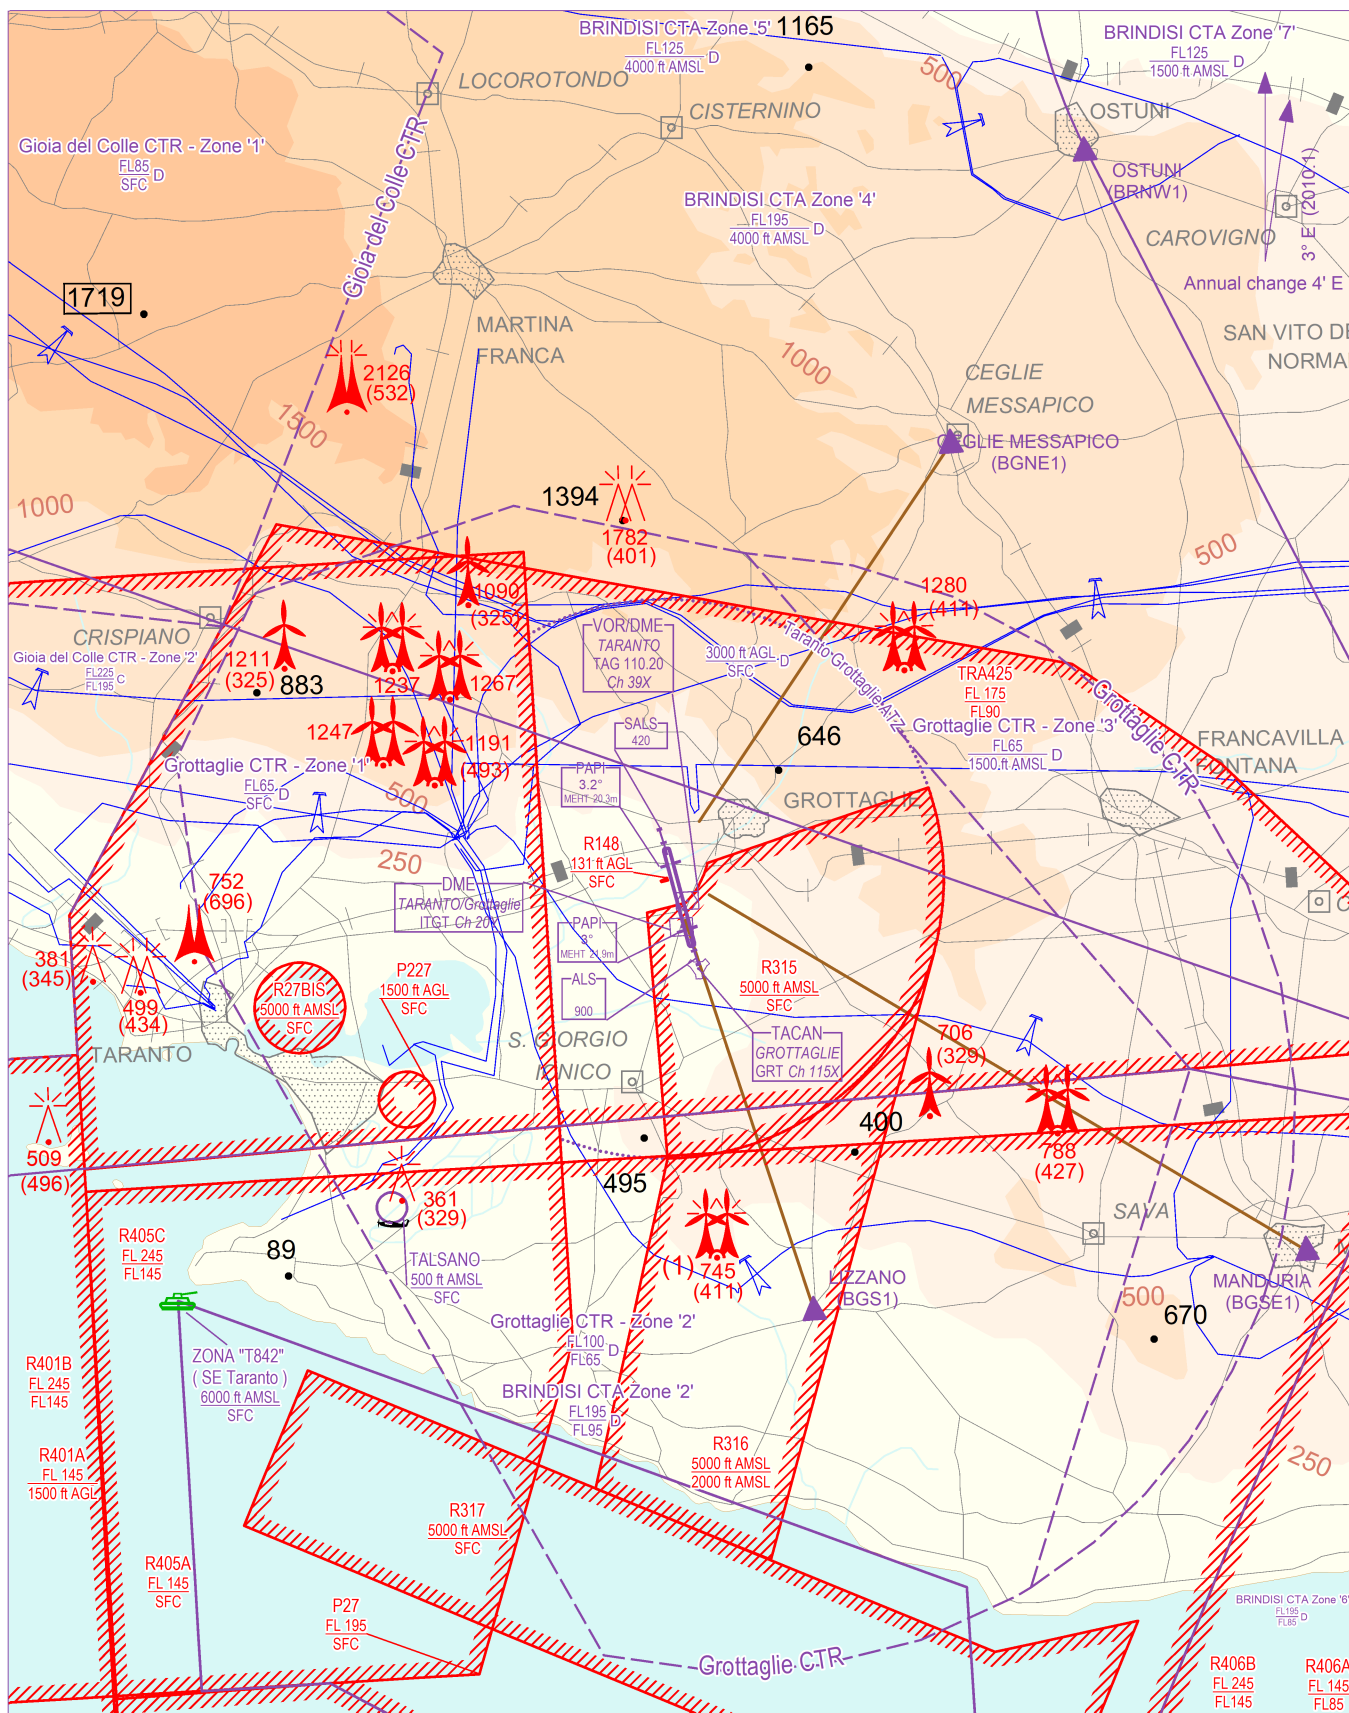 BRINDISI CTA Zone '5'
FL125
4000 ft AMSL
D
1165
BRINDISI CTA Zone '7'
FL125
1500 ft AMSL
D
500
LOCOROTONDO
CISTERNINO
OSTUNI
Gioia del Colle CTR - Zone '1'
FL85
SFC
D
Gioia del Colle CTR
OSTUNI
(BRNW1)
BRINDISI CTA Zone '4'
FL195
4000 ft AMSL
D
3° E (2010.1)
CAROVIGNO
Annual change 4' E
1719
MARTINA
FRANCA
SAN VITO DE
NORMA
1000
2126
(532)
CEGLIE
MESSAPICO
1500
CEGLIE MESSAPICO
(BGNE1)
1000
1394
1782
(401)
500
1090
(325)
1280
(411)
CRISPIANO
Gioia del Colle CTR - Zone '2'
FL225
FL195
C
1211
(325)
883
1237
1267
VOR/DME
TARANTO
TAG 110.20
Ch 39X
3000 ft AGL
SFC
D
Taranto Grottaglie ATZ
TRA425
FL 175
FL90
Grottaglie CTR
1247
1191
(493)
SALS
420
646
Grottaglie CTR - Zone '3'
FL65
1500 ft AMSL
D
FRANCAVILLA
FONTANA
Grottaglie CTR - Zone '1'
FL65
SFC
D
500
PAPI
3.2°
MEHT 20.3m
GROTTAGLIE
250
R148
131 ft AGL
SFC
752
(696)
DME
TARANTO/Grottaglie
ITGT Ch 20Y
PAPI
3°
MEHT 21.9m
381
(345)
499
(434)
R27BIS
5000 ft AMSL
SFC
P227
1500 ft AGL
SFC
ALS
900
R315
5000 ft AMSL
SFC
TARANTO
S. GIORGIO
IONICO
TACAN
GROTTAGLIE
GRT Ch 115X
706
(329)
509
(496)
400
788
(427)
495
361
(329)
SAVA
R405C
FL 245
FL145
89
TALSANO
500 ft AMSL
SFC
(1)
745
(411)
LIZZANO
(BGS1)
M
MANDURIA
(BGSE1)
500
670
Grottaglie CTR - Zone '2'
FL100
FL65
D
ZONA "T842"
( SE Taranto )
6000 ft AMSL
SFC
R401B
FL 245
FL145
BRINDISI CTA Zone '2'
FL195
FL95
D
R401A
FL 145
1500 ft AGL
R316
5000 ft AMSL
2000 ft AMSL
250
R317
5000 ft AMSL
SFC
R405A
FL 145
SFC
P27
FL 195
SFC
BRINDISI CTA Zone '6'
FL195
FL85
D
Grottaglie CTR
R406B
FL 245
FL145
R406A
FL 145
FL85